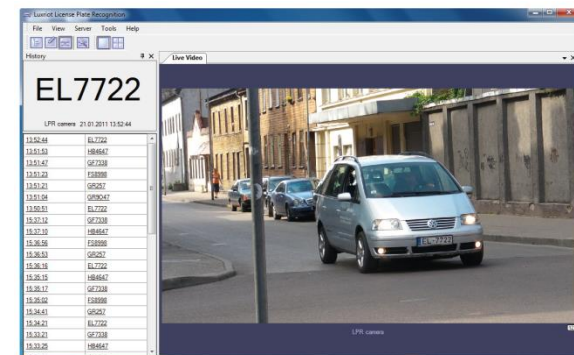 Luxriot License Plate Recognition
File View Server Tools Help
History
Live Video
EL7722
LPR camera 21.01.2011 13:52:44
13:52:44 EL7722
13:51:53 HB4647
13:51:47 GF7338
13:51:23 FS8998
13:51:21 GR257
13:51:04 GR9047
13:50:51 EL7722
15:37:12 GF7338
15:37:10 HB4647
15:36:56 FS8998
15:36:53 GR257
15:36:16 EL7722
15:35:15 HB4647
15:35:17 GF7338
15:35:02 FS8998
15:34:41 GR257
15:34:21 EL7722
15:33:21 GF7338
15:33:25 HB4647
EL-7722
LPR camera